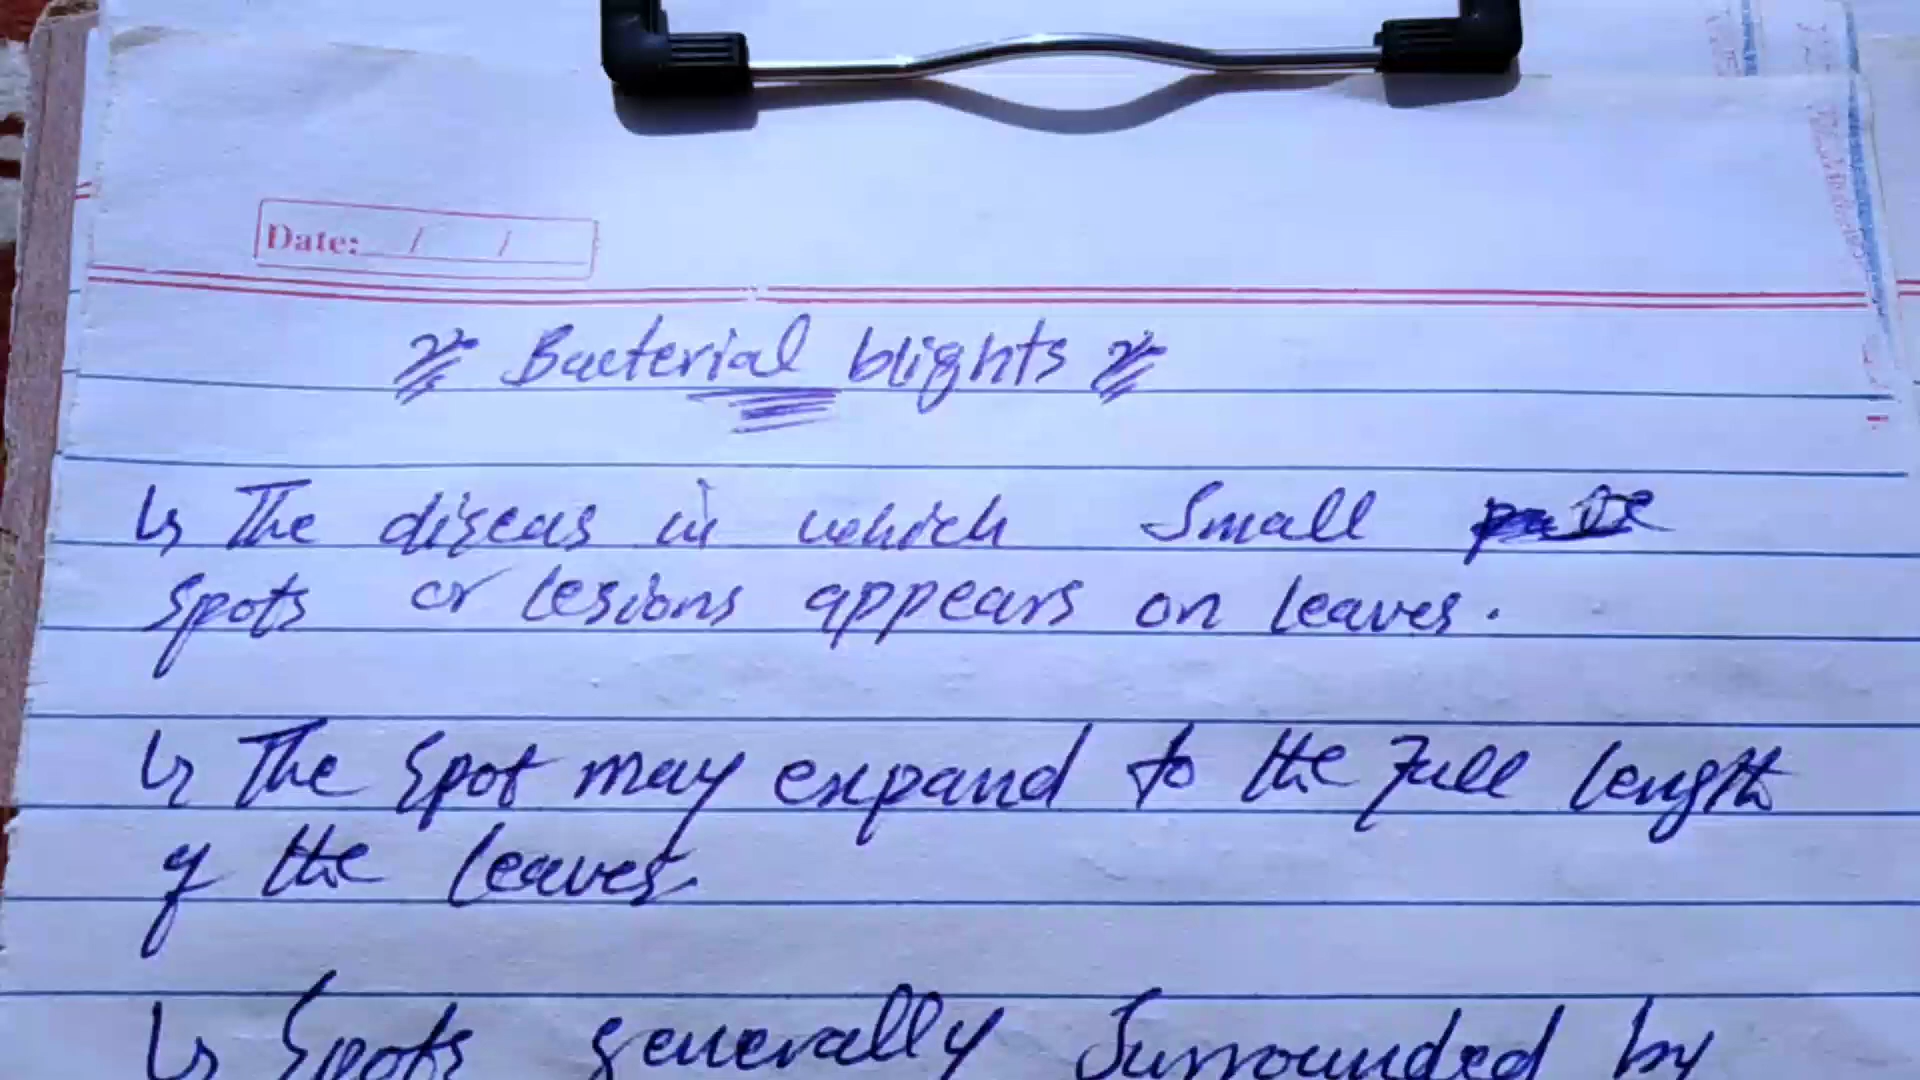 Date: / /
Bacterial blights
↳ The diseas in which Small
spots or lesions appears on leaves.
↳ The Spot may expand to the full length
of the leaves.
↳ Spots generally Surrounded by